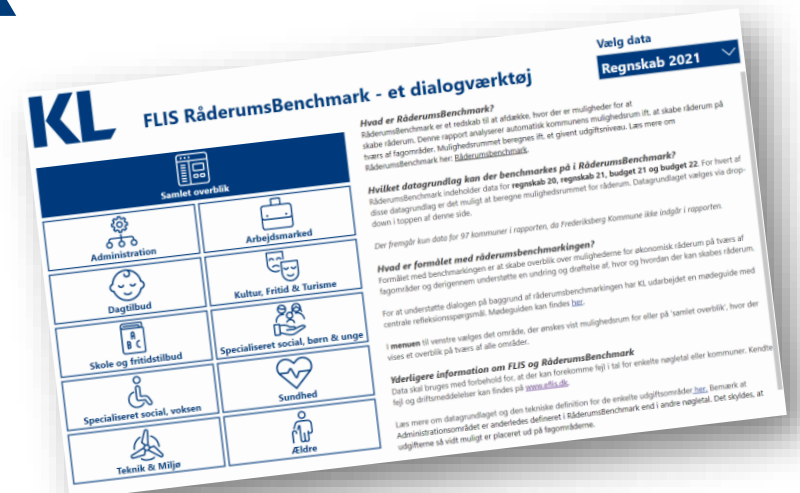 KL
FLIS RåderumsBenchmark - et dialogværktøj
Vælg data
Regnskab 2021
Samlet overblik
Administration
Arbejdsmarked
Dagtilbud
Kultur, Fritid & Turisme
Skole og fritidstilbud
A
B C
Specialiseret social, børn & unge
Specialiseret social, voksen
Sundhed
Teknik & Miljø
Ældre
Hvad er RåderumsBenchmark?
RåderumsBenchmark er et redskab til at afdække, hvor der er muligheder for at
skabe råderum. Denne rapport analyserer automatisk kommunens mulighedsrum ift. at skabe råderum på
tværs af fagområder. Mulighedsrummet beregnes ift. et givent udgiftsniveau. Læs mere om
RåderumsBenchmark her: Råderumsbenchmark.
Hvilket datagrundlag kan der benchmarkes på i RåderumsBenchmark?
RåderumsBenchmark indeholder data for regnskab 20, regnskab 21, budget 21 og budget 22. For hvert af
disse datagrundlag er det muligt at beregne mulighedsrummet for råderum. Datagrundlaget vælges via drop-
down i toppen af denne side.
Der fremgår kun data for 97 kommuner i rapporten, da Frederiksberg Kommune ikke indgår i rapporten.
Hvad er formålet med råderumsbenchmarkingen?
Formålet med benchmarkingen er at skabe overblik over mulighederne for økonomisk råderum på tværs af
fagområder og derigennem understøtte en undring og drøftelse af, hvor og hvordan der kan skabes råderum.
For at understøtte dialogen på baggrund af råderumsbenchmarkingen har KL udarbejdet en mødeguide med
centrale refleksionsspørgsmål. Mødeguiden kan findes her.
I menuen til venstre vælges det område, der ønskes vist mulighedsrum for eller på 'samlet overblik', hvor der
vises et overblik på tværs af alle områder.
Yderligere information om FLIS og RåderumsBenchmark
Data skal bruges med forbehold for, at der kan forekomme fejl i tal for enkelte nøgletal eller kommuner. Kendte
fejl og driftsmeddelelser kan findes på www.eflis.dk.
Læs mere om datagrundlaget og den tekniske definition for de enkelte udgiftsområder her. Bemærk at
Administrationsområdet er anderledes defineret i RåderumsBenchmark end i andre nøgletal. Det skyldes, at
udgifterne så vidt muligt er placeret ud på fagområderne.